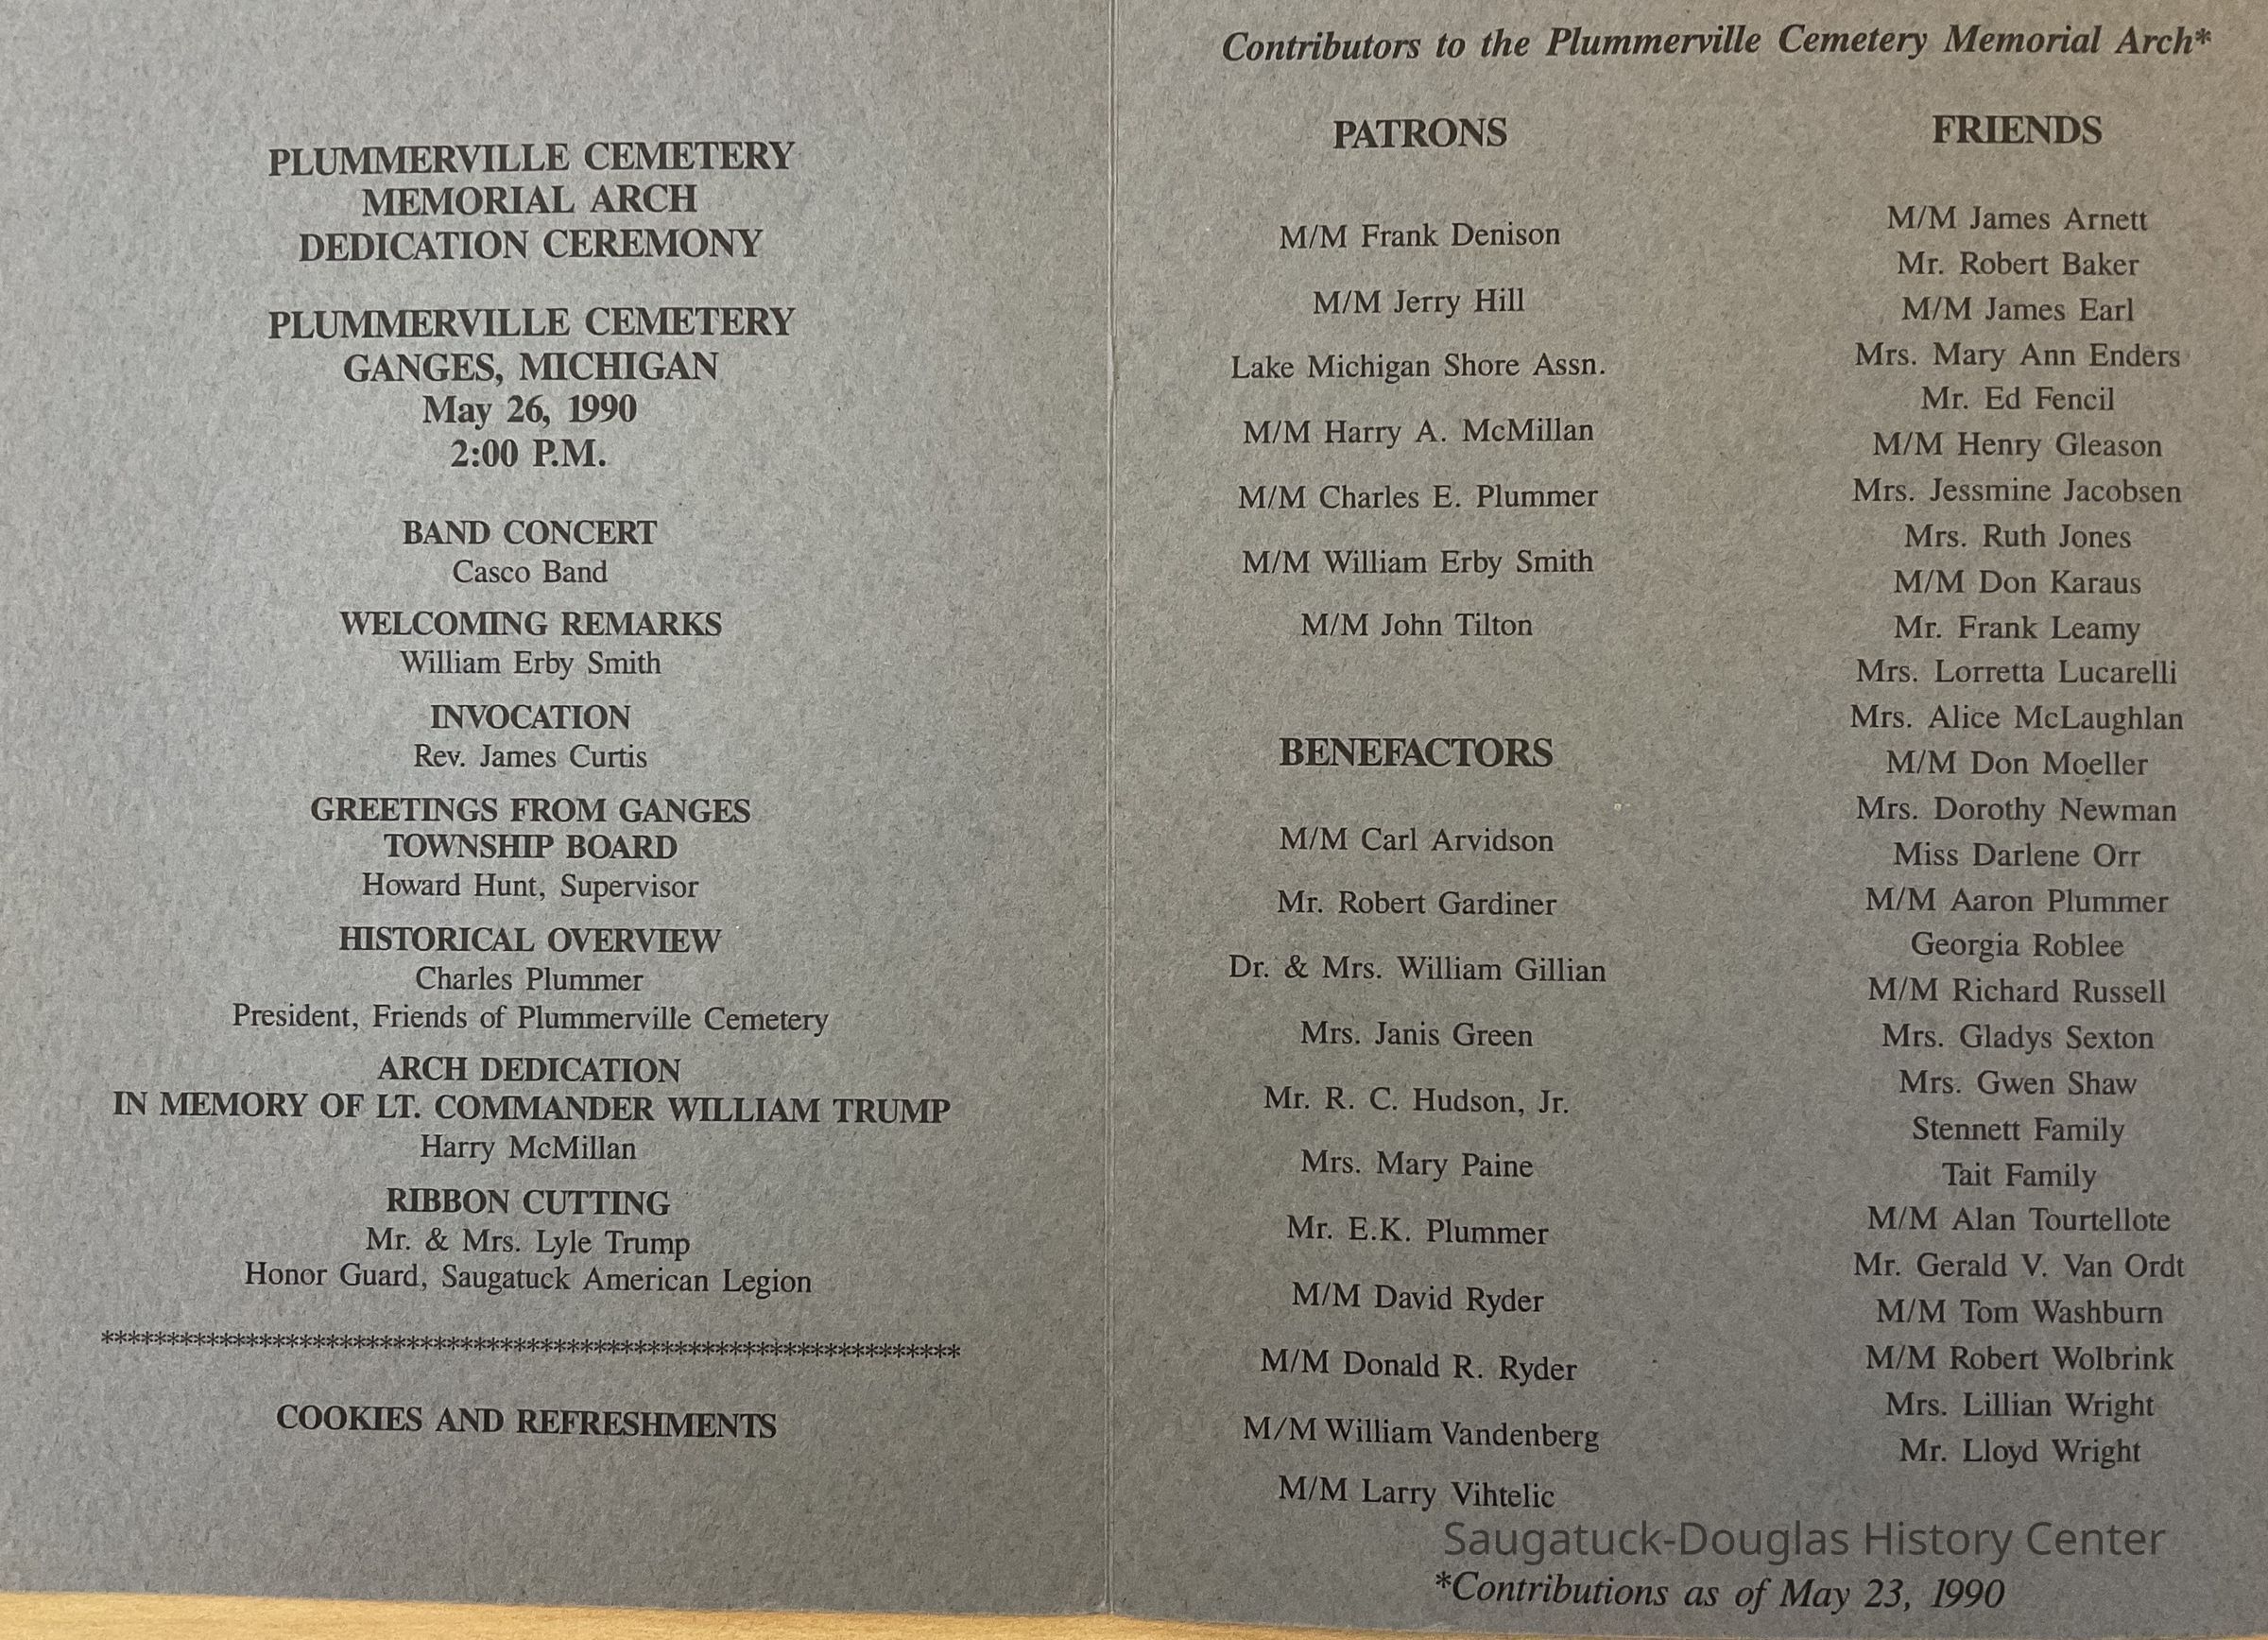 PLUMMERVILLE CEMETERY
MEMORIAL ARCH
DEDICATION CEREMONY
PLUMMERVILLE CEMETERY
GANGES, MICHIGAN
May 26, 1990
2:00 P.M.
BAND CONCERT
Casco Band
WELCOMING REMARKS
William Erby Smith
INVOCATION
Rev. James Curtis
GREETINGS FROM GANGES
TOWNSHIP BOARD
Howard Hunt, Supervisor
HISTORICAL OVERVIEW
Charles Plummer
President, Friends of Plummerville Cemetery
ARCH DEDICATION
IN MEMORY OF LT. COMMANDER WILLIAM TRUMP
Harry McMillan
RIBBON CUTTING
Mr. & Mrs. Lyle Trump
Honor Guard, Saugatuck American Legion
*****************************************************************
COOKIES AND REFRESHMENTS
Contributors to the Plummerville Cemetery Memorial Arch*
PATRONS
M/M Frank Denison
M/M Jerry Hill
Lake Michigan Shore Assn.
M/M Harry A. McMillan
M/M Charles E. Plummer
M/M William Erby Smith
M/M John Tilton
BENEFACTORS
M/M Carl Arvidson
Mr. Robert Gardiner
Dr. & Mrs. William Gillian
Mrs. Janis Green
Mr. R. C. Hudson, Jr.
Mrs. Mary Paine
Mr. E.K. Plummer
M/M David Ryder
M/M Donald R. Ryder
M/M William Vandenberg
M/M Larry Vihtelic
FRIENDS
M/M James Arnett
Mr. Robert Baker
M/M James Earl
Mrs. Mary Ann Enders
Mr. Ed Fencil
M/M Henry Gleason
Mrs. Jessmine Jacobsen
Mrs. Ruth Jones
M/M Don Karaus
Mr. Frank Leamy
Mrs. Lorretta Lucarelli
Mrs. Alice McLaughlan
M/M Don Moeller
Mrs. Dorothy Newman
Miss Darlene Orr
M/M Aaron Plummer
Georgia Roblee
M/M Richard Russell
Mrs. Gladys Sexton
Mrs. Gwen Shaw
Stennett Family
Tait Family
M/M Alan Tourtellote
Mr. Gerald V. Van Ordt
M/M Tom Washburn
M/M Robert Wolbrink
Mrs. Lillian Wright
Mr. Lloyd Wright
Saugatuck-Douglas History Center
*Contributions as of May 23, 1990